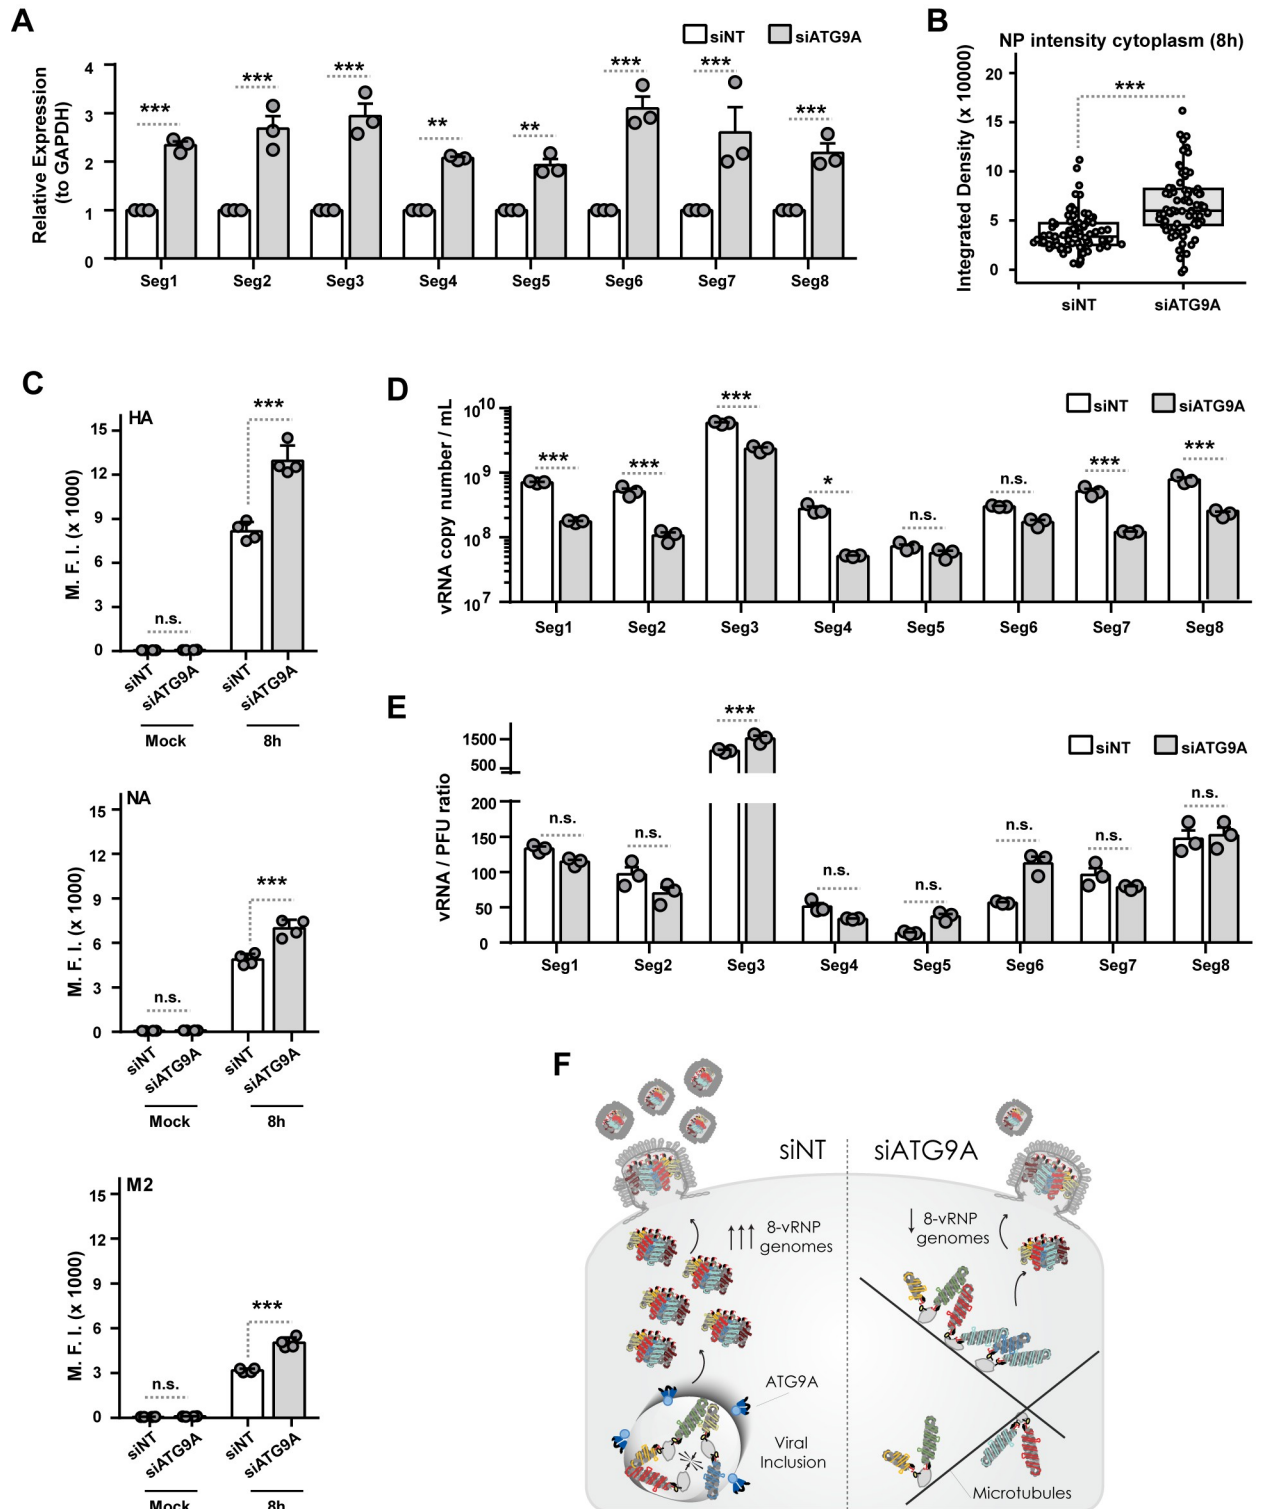 A
siNT
siATG9A
Relative Expression
(to GAPDH)
4
3
2
1
0
***
***
***
**
**
***
***
***
Seg1
Seg2
Seg3
Seg4
Seg5
Seg6
Seg7
Seg8
B
NP intensity cytoplasm (8h)
Integrated Density (x 10000)
20
15
10
5
0
***
siNT
siATG9A
C
HA
M. F. I. (x 1000)
15
12
9
6
3
0
n.s.
***
siNT
siATG9A
siNT
siATG9A
Mock
8h
NA
M. F. I. (x 1000)
15
12
9
6
3
0
n.s.
***
siNT
siATG9A
siNT
siATG9A
Mock
8h
M2
M. F. I. (x 1000)
15
12
9
6
3
0
n.s.
***
siNT
siATG9A
siNT
siATG9A
Mock
8h
D
siNT
siATG9A
vRNA copy number / mL
10^10
10^9
10^8
10^7
***
***
***
*
n.s.
n.s.
***
***
Seg1
Seg2
Seg3
Seg4
Seg5
Seg6
Seg7
Seg8
E
siNT
siATG9A
vRNA / PFU ratio
1500
500
200
150
100
50
0
n.s.
n.s.
***
n.s.
n.s.
n.s.
n.s.
n.s.
Seg1
Seg2
Seg3
Seg4
Seg5
Seg6
Seg7
Seg8
F
siNT
siATG9A
↑↑↑ 8-vRNP
genomes
↓ 8-vRNP
genomes
ATG9A
Viral
Inclusion
Microtubules